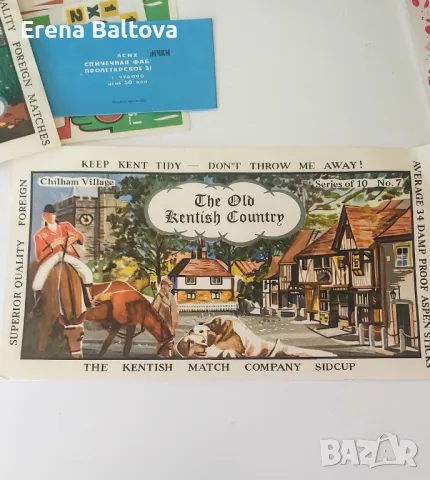 Erena Baltova
QUALITY FOREIGN MATCHES
1X2
СПИЧЕЧНАЯ ФАБ
ПРОЛЕТАРСКОЕ З
г. ЧУДОВО
KEEP KENT TIDY — DON'T THROW ME AWAY!
Chilham Village
Series of 10 No. 7
The Old
Kentish Country
SUPERIOR QUALITY FOREIGN
AVERAGE 34 DAMP PROOF ASPEN STICKS
THE KENTISH MATCH COMPANY SIDCUP
bazar